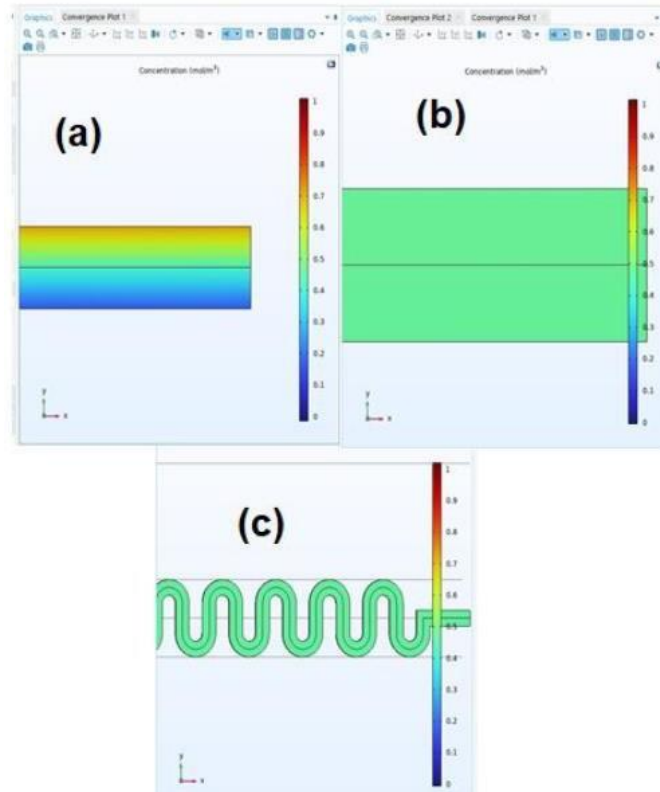 Graphics Convergence Plot 1
Concentration (mol/m³)
(a)
1
0.9
0.8
0.7
0.6
0.5
0.4
0.3
0.2
0.1
0
y
x
Graphics Convergence Plot 2 Convergence Plot 1
Concentration (mol/m³)
(b)
1
0.9
0.8
0.7
0.6
0.5
0.4
0.3
0.2
0.1
0
y
x
(c)
1
0.9
0.8
0.7
0.6
0.5
0.4
0.3
0.2
0.1
0
y
x